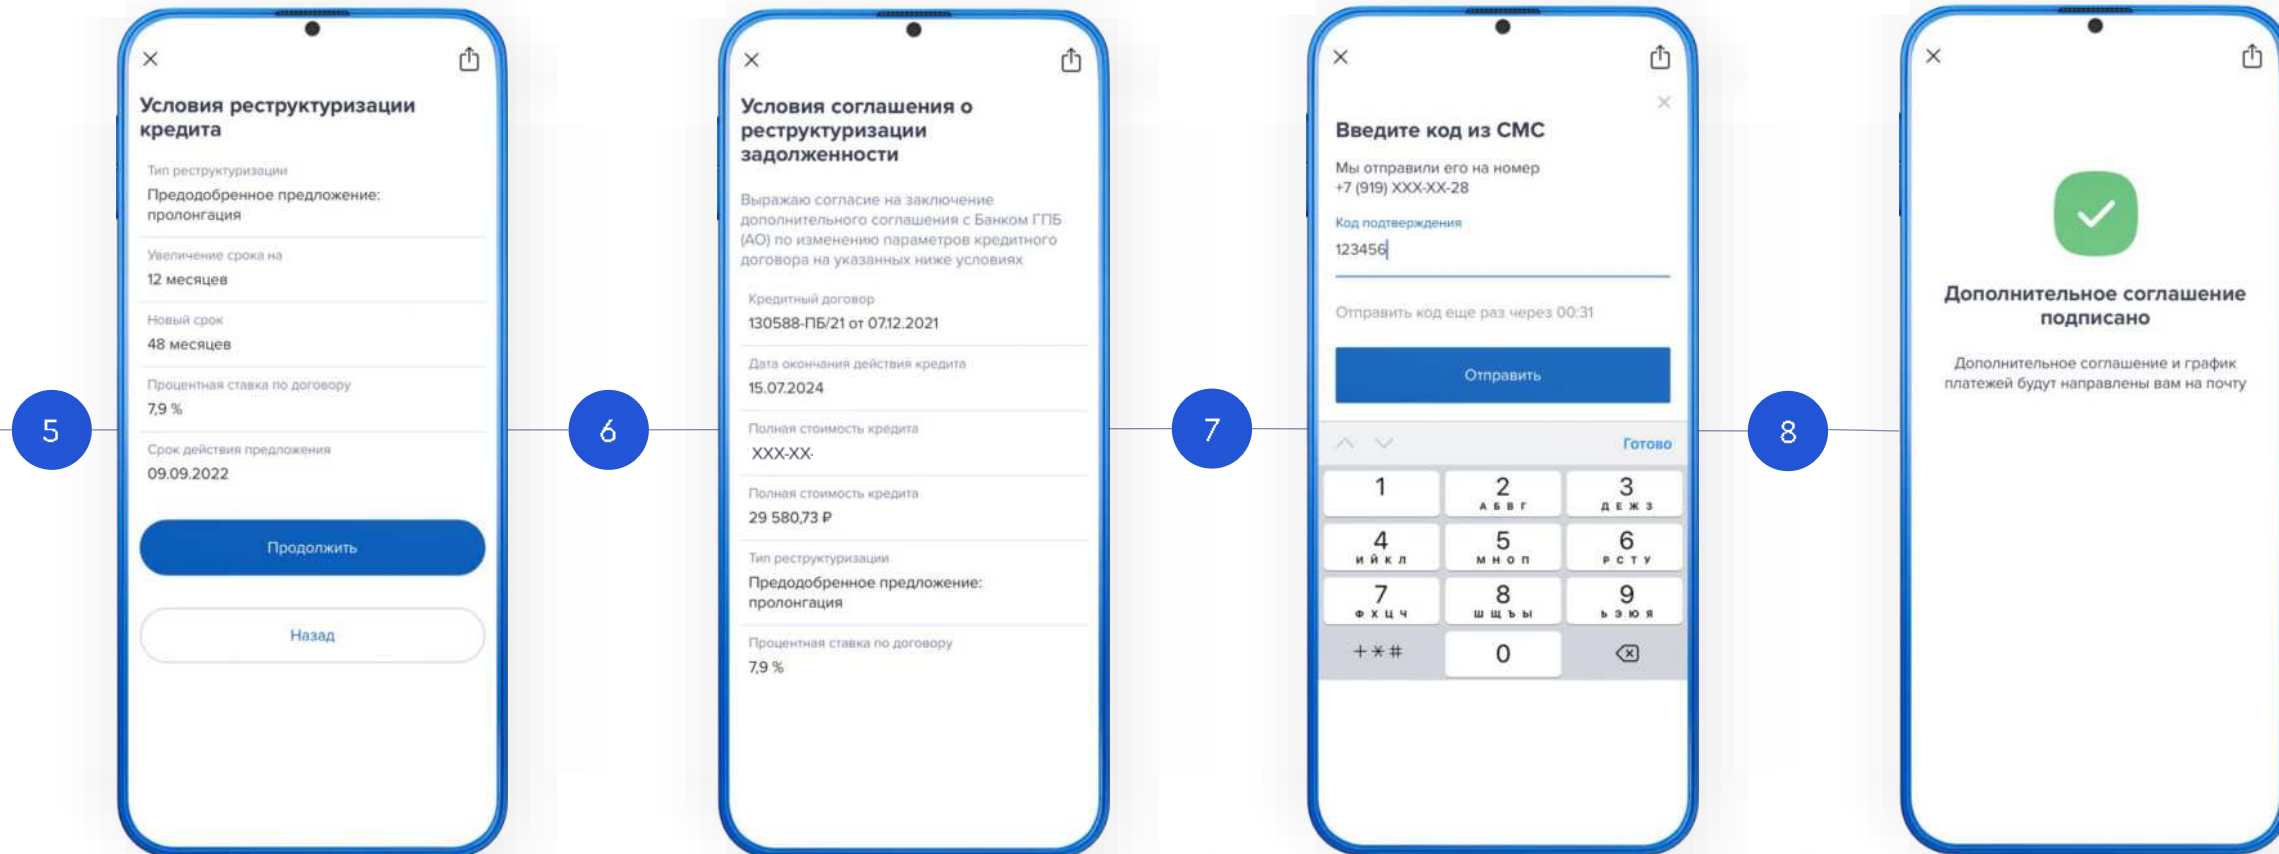 5
Условия реструктуризации
кредита
Тип реструктуризации
Предодобренное предложение:
пролонгация
Увеличение срока на
12 месяцев
Новый срок
48 месяцев
Процентная ставка по договору
7,9 %
Срок действия предложения
09.09.2022
Продолжить
Назад
6
Условия соглашения о
реструктуризации
задолженности
Выражаю согласие на заключение
дополнительного соглашения с Банком ГПБ
(АО) по изменению параметров кредитного
договора на указанных ниже условиях
Кредитный договор
130588-ПБ/21 от 07.12.2021
Дата окончания действия кредита
15.07.2024
Полная стоимость кредита
XXX-XX-
Полная стоимость кредита
29 580,73 ₽
Тип реструктуризации
Предодобренное предложение:
пролонгация
Процентная ставка по договору
7,9 %
7
Введите код из СМС
Мы отправили его на номер
+7 (919) XXX-XX-28
Код подтверждения
123456
Отправить код еще раз через 00:31
Отправить
Готово
1 2 3
А Б В Г Д Е Ж З
4 5 6
И Й К Л М Н О П Р С Т У
7 8 9
Ф Х Ц Ч Ш Щ Ъ Ы Ь Э Ю Я
+ * # 0
8
Дополнительное соглашение
подписано
Дополнительное соглашение и график
платежей будут направлены вам на почту